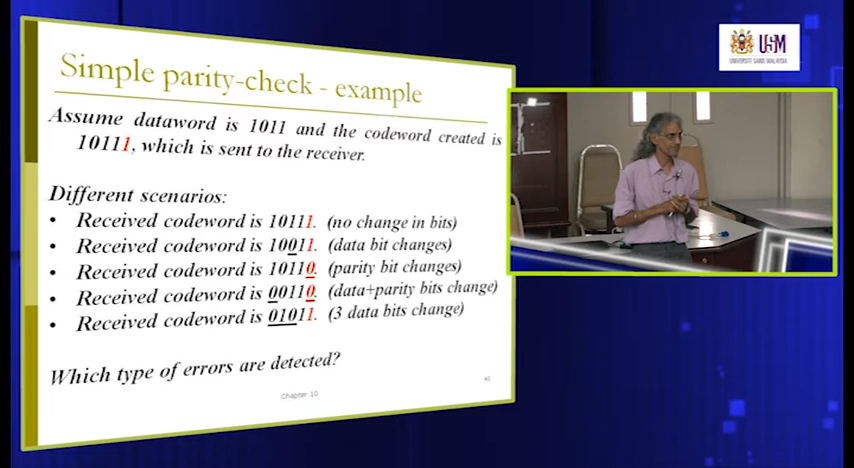 USM
UNIVERSITI SAINS MALAYSIA
Simple parity-check - example
Assume dataword is 1011 and the codeword created is
10111, which is sent to the receiver.
Different scenarios:
• Received codeword is 10111. (no change in bits)
• Received codeword is 10011. (data bit changes)
• Received codeword is 10110. (parity bit changes)
• Received codeword is 00110. (data+parity bits change)
• Received codeword is 01011. (3 data bits change)
Which type of errors are detected?
Chapter 10